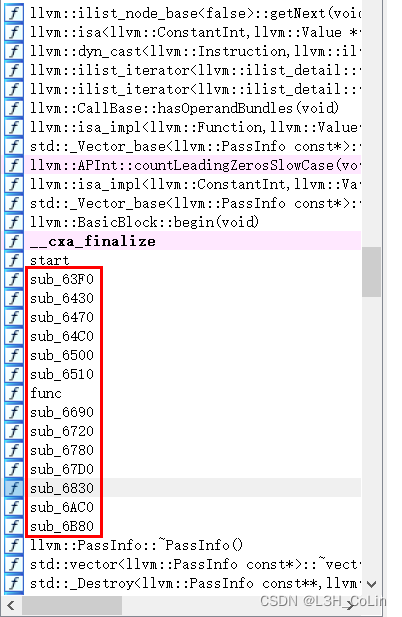 llvm::ilist_node_base<false>::getNext(void
llvm::isa<llvm::ConstantInt,llvm::Value *
llvm::dyn_cast<llvm::Instruction,llvm::il
llvm::ilist_iterator<llvm::ilist_detail::
llvm::ilist_iterator<llvm::ilist_detail::
llvm::CallBase::hasOperandBundles(void)
llvm::isa_impl<llvm::Function,llvm::Value
std::_Vector_base<llvm::PassInfo const*>::
llvm::APInt::countLeadingZerosSlowCase(vo
llvm::isa_impl<llvm::ConstantInt,llvm::Va
std::_Vector_base<llvm::PassInfo const*>::
llvm::BasicBlock::begin(void)
__cxa_finalize
start
sub_63F0
sub_6430
sub_6470
sub_64C0
sub_6500
sub_6510
func
sub_6690
sub_6720
sub_6780
sub_67D0
sub_6830
sub_6AC0
sub_6B80
llvm::PassInfo::~PassInfo()
std::vector<llvm::PassInfo const*>::~vect
std::_Destroy<llvm::PassInfo const**,llvm
CSDN @L3H_CoLin